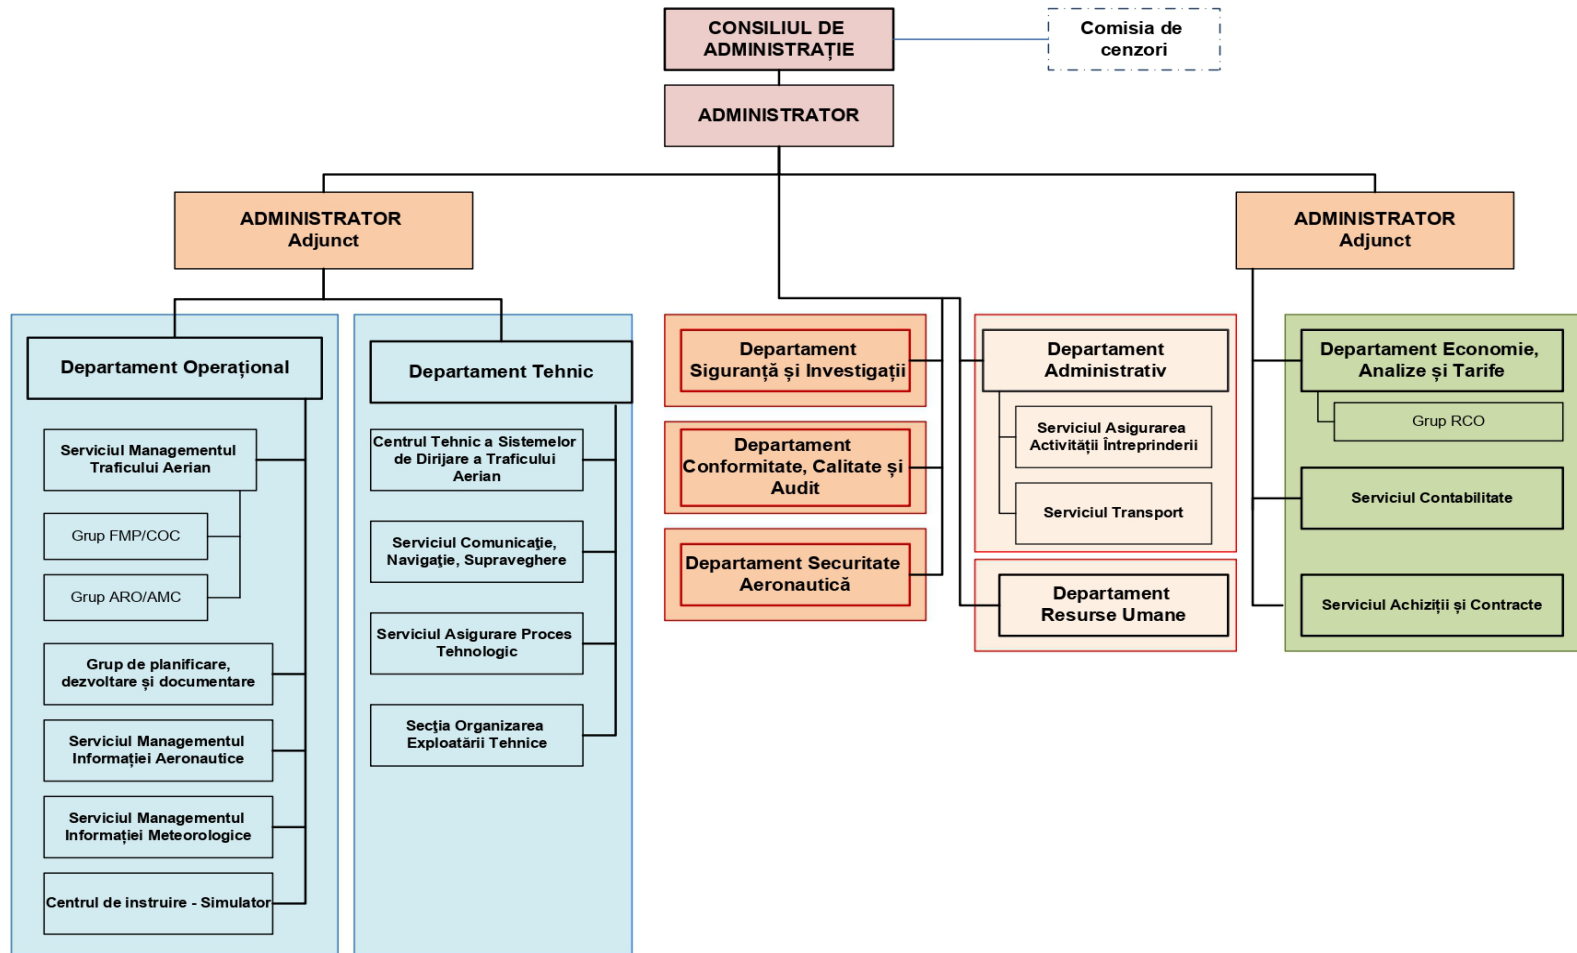 CONSILIUL DE
ADMINISTRAȚIE
Comisia de
cenzori
ADMINISTRATOR
ADMINISTRATOR
Adjunct
ADMINISTRATOR
Adjunct
Departament Operațional
Serviciul Managementul
Traficului Aerian
Grup FMP/COC
Grup ARO/AMC
Grup de planificare,
dezvoltare și documentare
Serviciul Managementul
Informației Aeronautice
Serviciul Managementul
Informației Meteorologice
Centrul de instruire - Simulator
Departament Tehnic
Centrul Tehnic a Sistemelor
de Dirijare a Traficului
Aerian
Serviciul Comunicaţie,
Navigaţie, Supraveghere
Serviciul Asigurare Proces
Tehnologic
Secţia Organizarea
Exploatării Tehnice
Departament
Siguranță și Investigații
Departament
Conformitate, Calitate și
Audit
Departament Securitate
Aeronautică
Departament
Administrativ
Serviciul Asigurarea
Activității Întreprinderii
Serviciul Transport
Departament
Resurse Umane
Departament Economie,
Analize și Tarife
Grup RCO
Serviciul Contabilitate
Serviciul Achiziții și Contracte